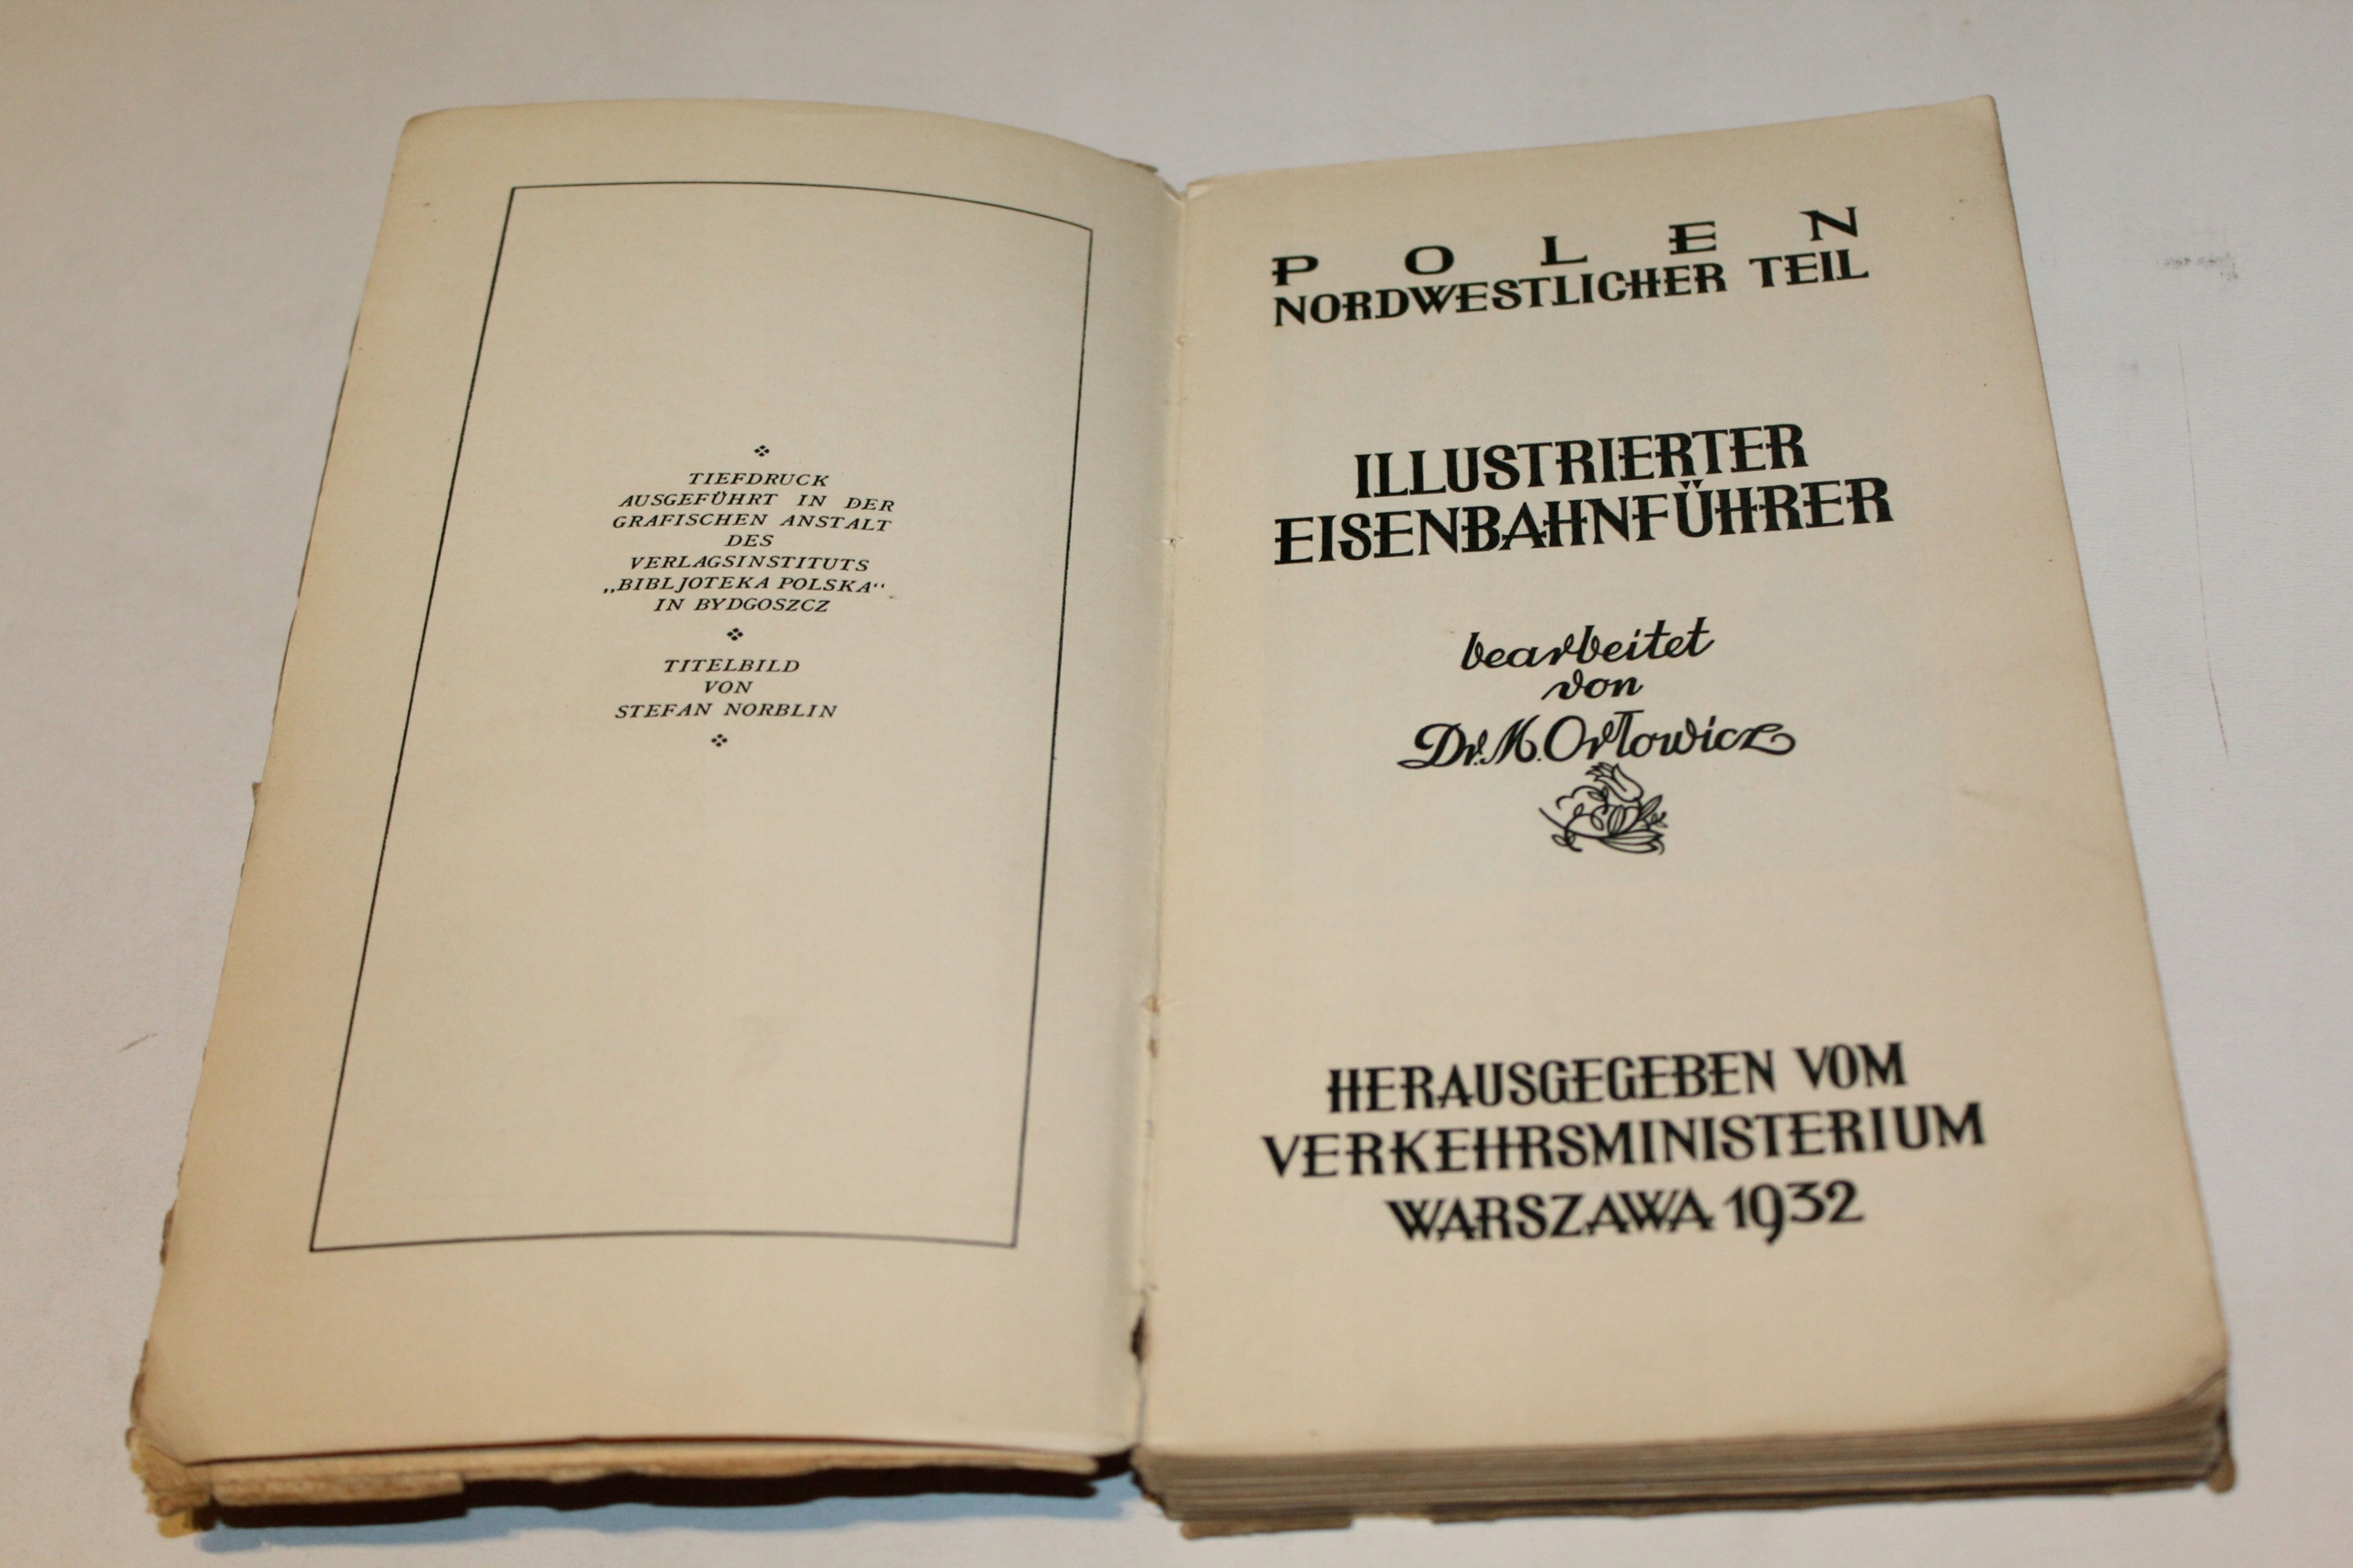 TIEFDRUCK
AUSGEFÜHRT IN DER
GRAFISCHEN ANSTALT
DES
VERLAGSINSTITUTS
„BIBLJOTEKA POLSKA“
IN BYDGOSZCZ
TITELBILD
VON
STEFAN NORBLIN
POLEN
NORDWESTLICHER TEIL
ILLUSTRIERTER
EISENBAHNFÜHRER
bearbeitet
von
Dr. M. Orłowicz
HERAUSGEGEBEN VOM
VERKEHRSMINISTERIUM
WARSZAWA 1932